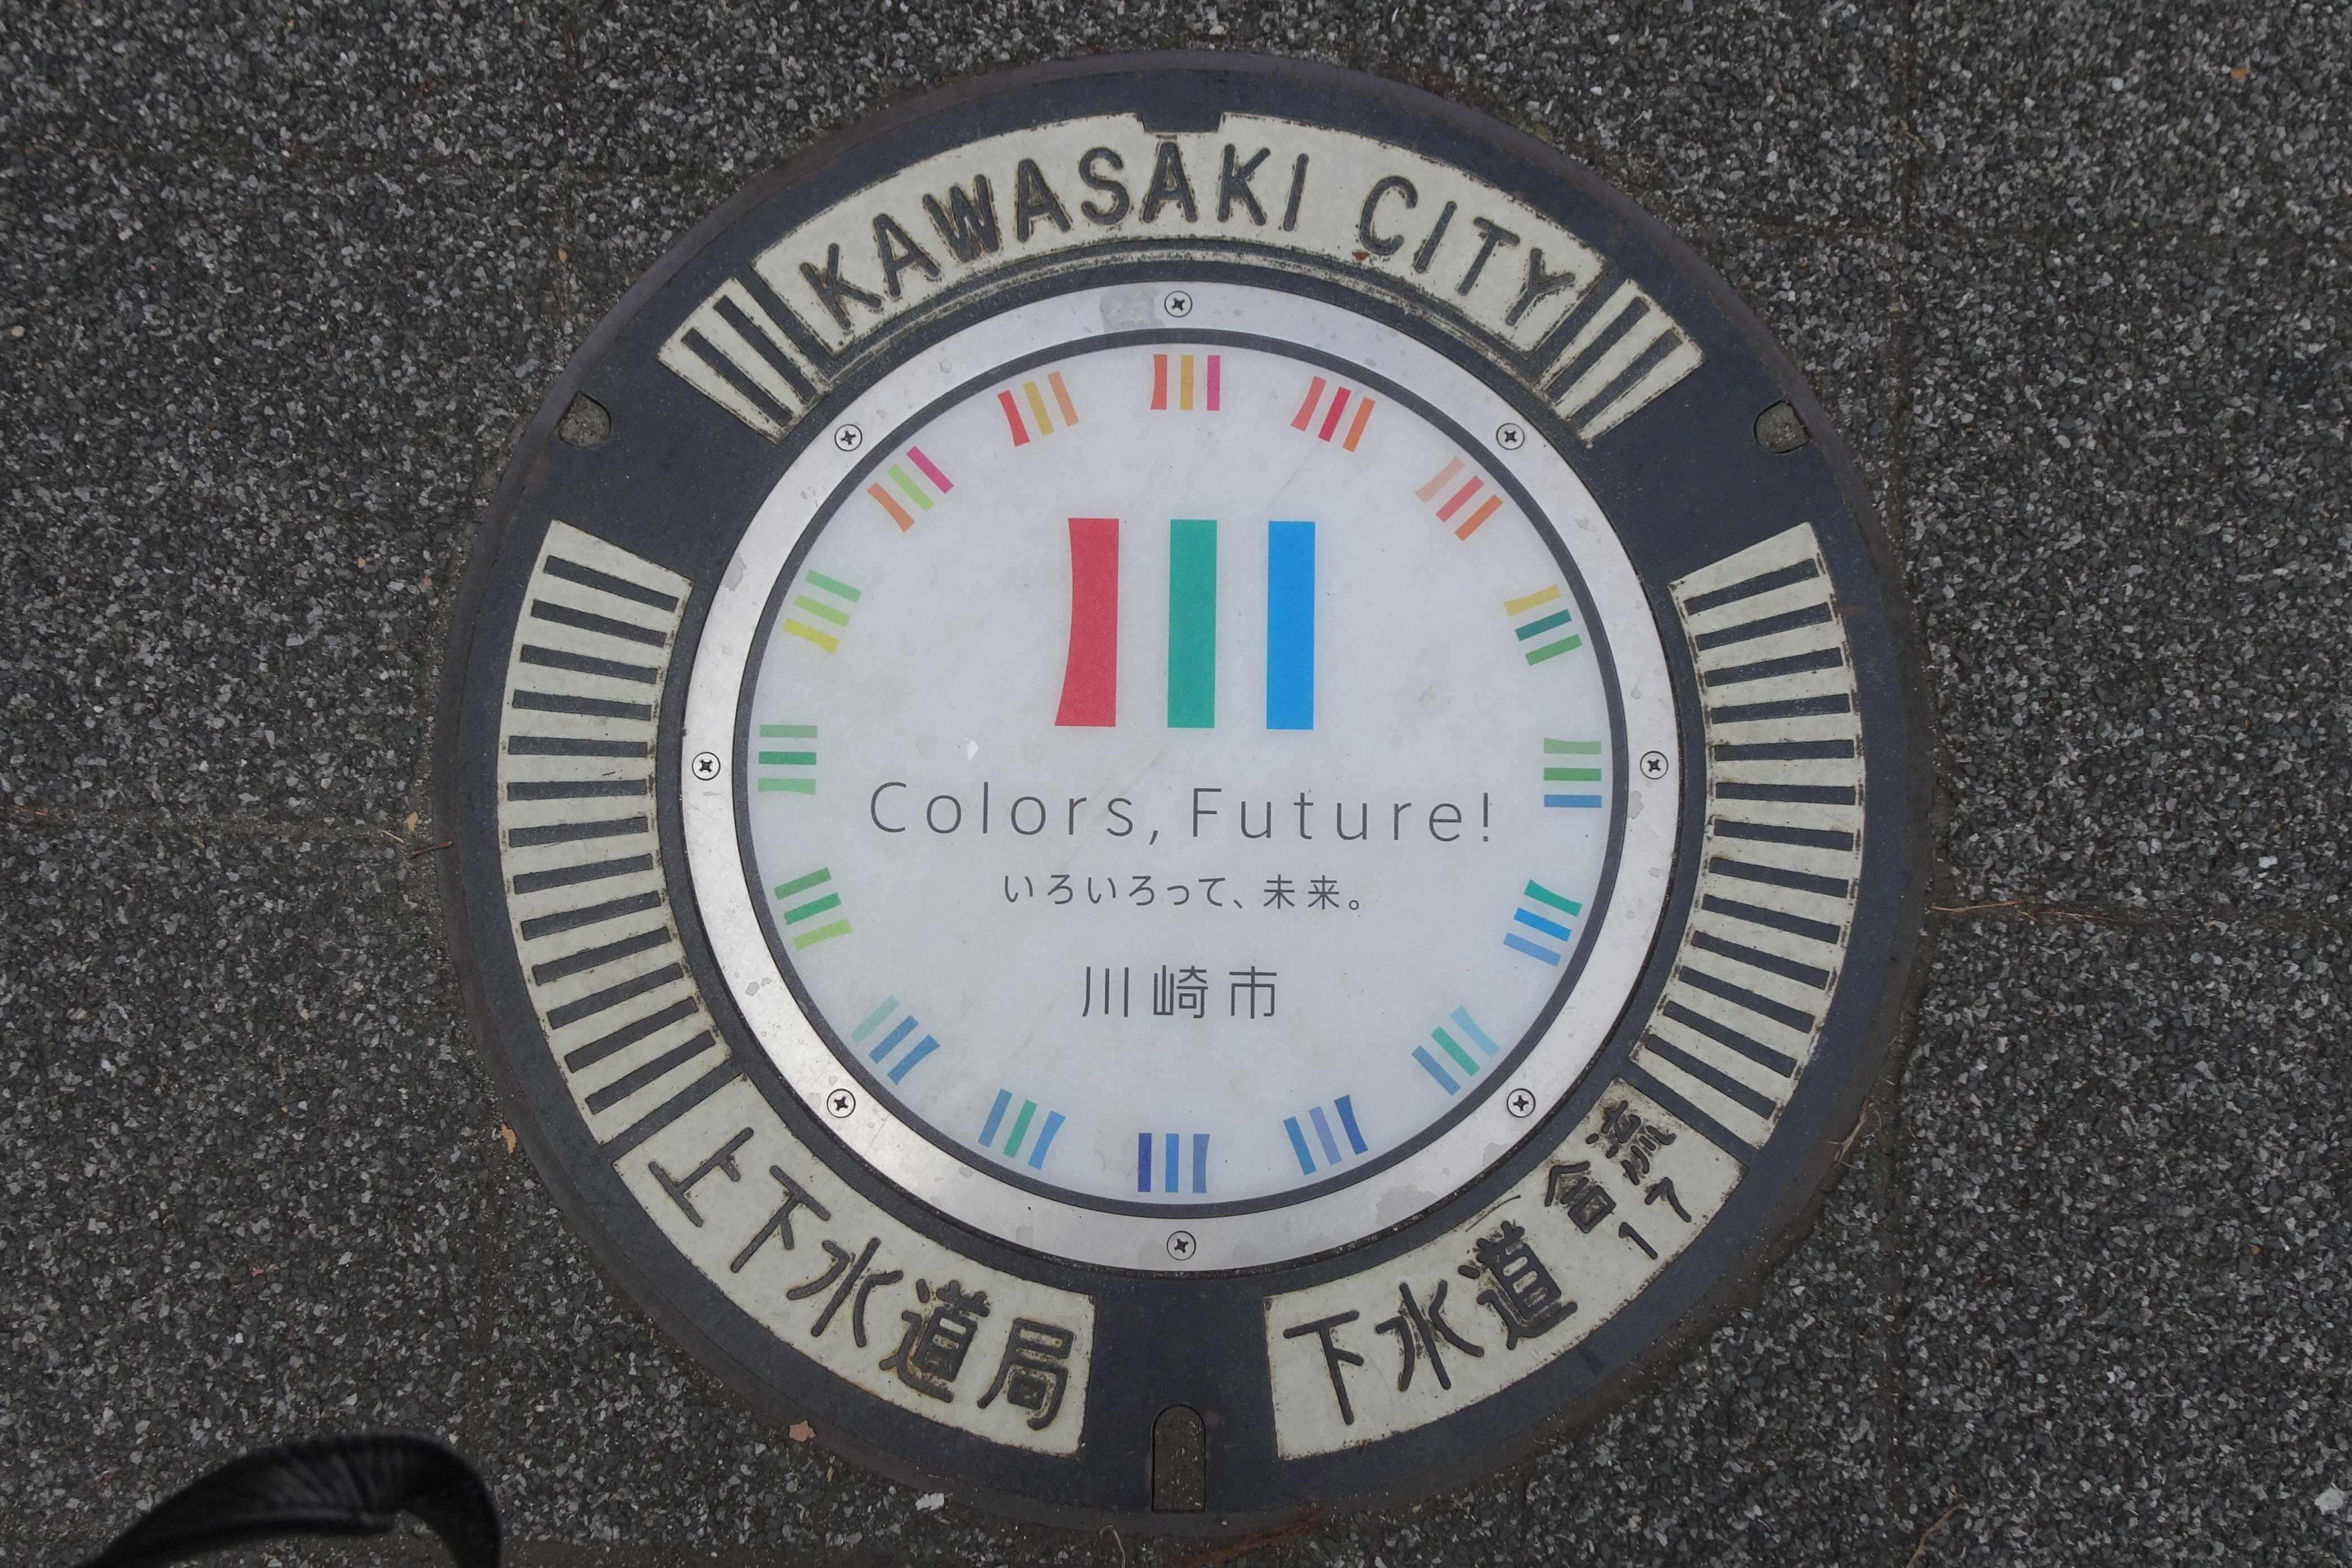 KAWASAKI CITY
Colors, Future!
いろいろって、未来。
川崎市
上下水道局
下水道 合流
17